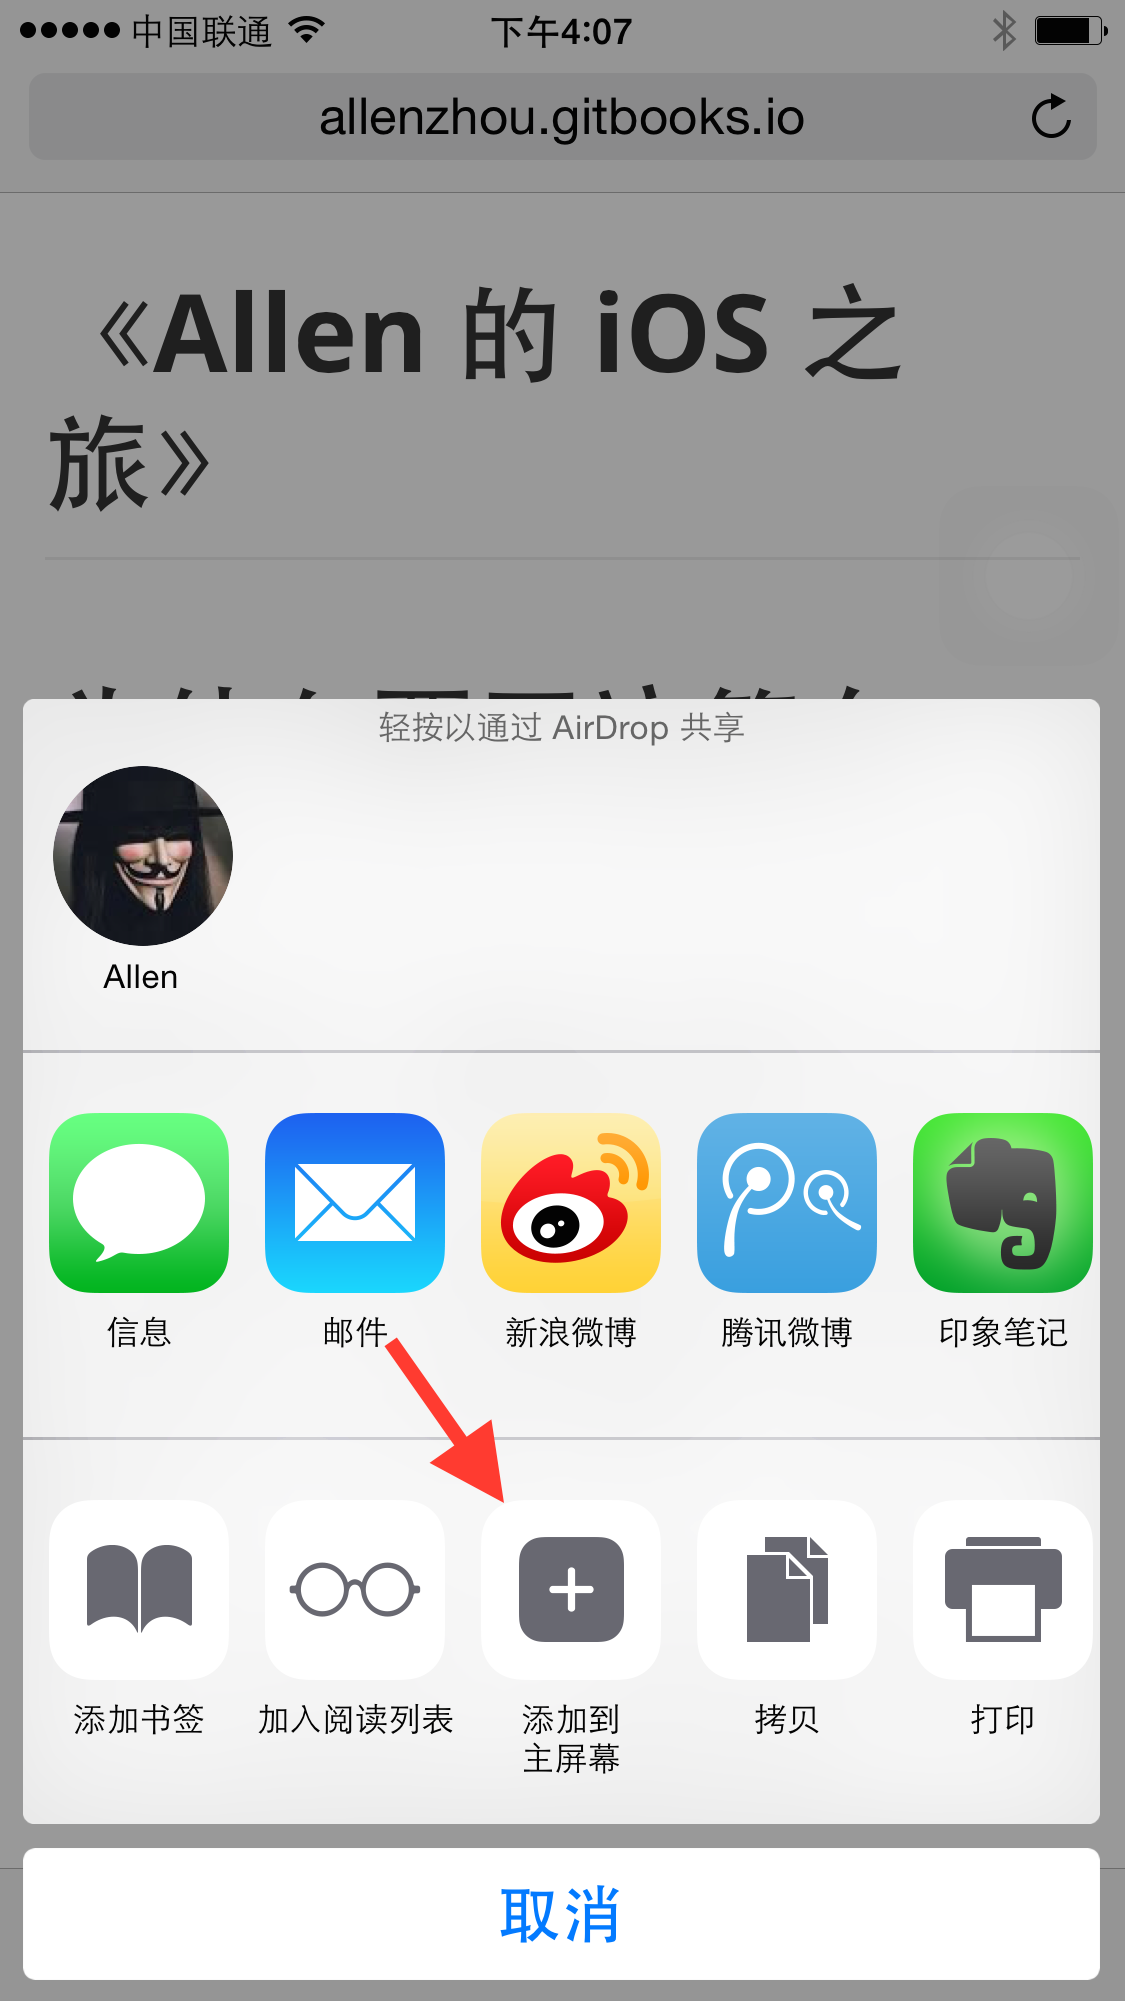 中国联通 下午4:07
allenzhou.gitbooks.io
《Allen 的 iOS 之
旅》
轻按以通过 AirDrop 共享
Allen
信息 邮件 新浪微博 腾讯微博 印象笔记
添加书签 加入阅读列表 添加到 拷贝 打印
主屏幕
取消